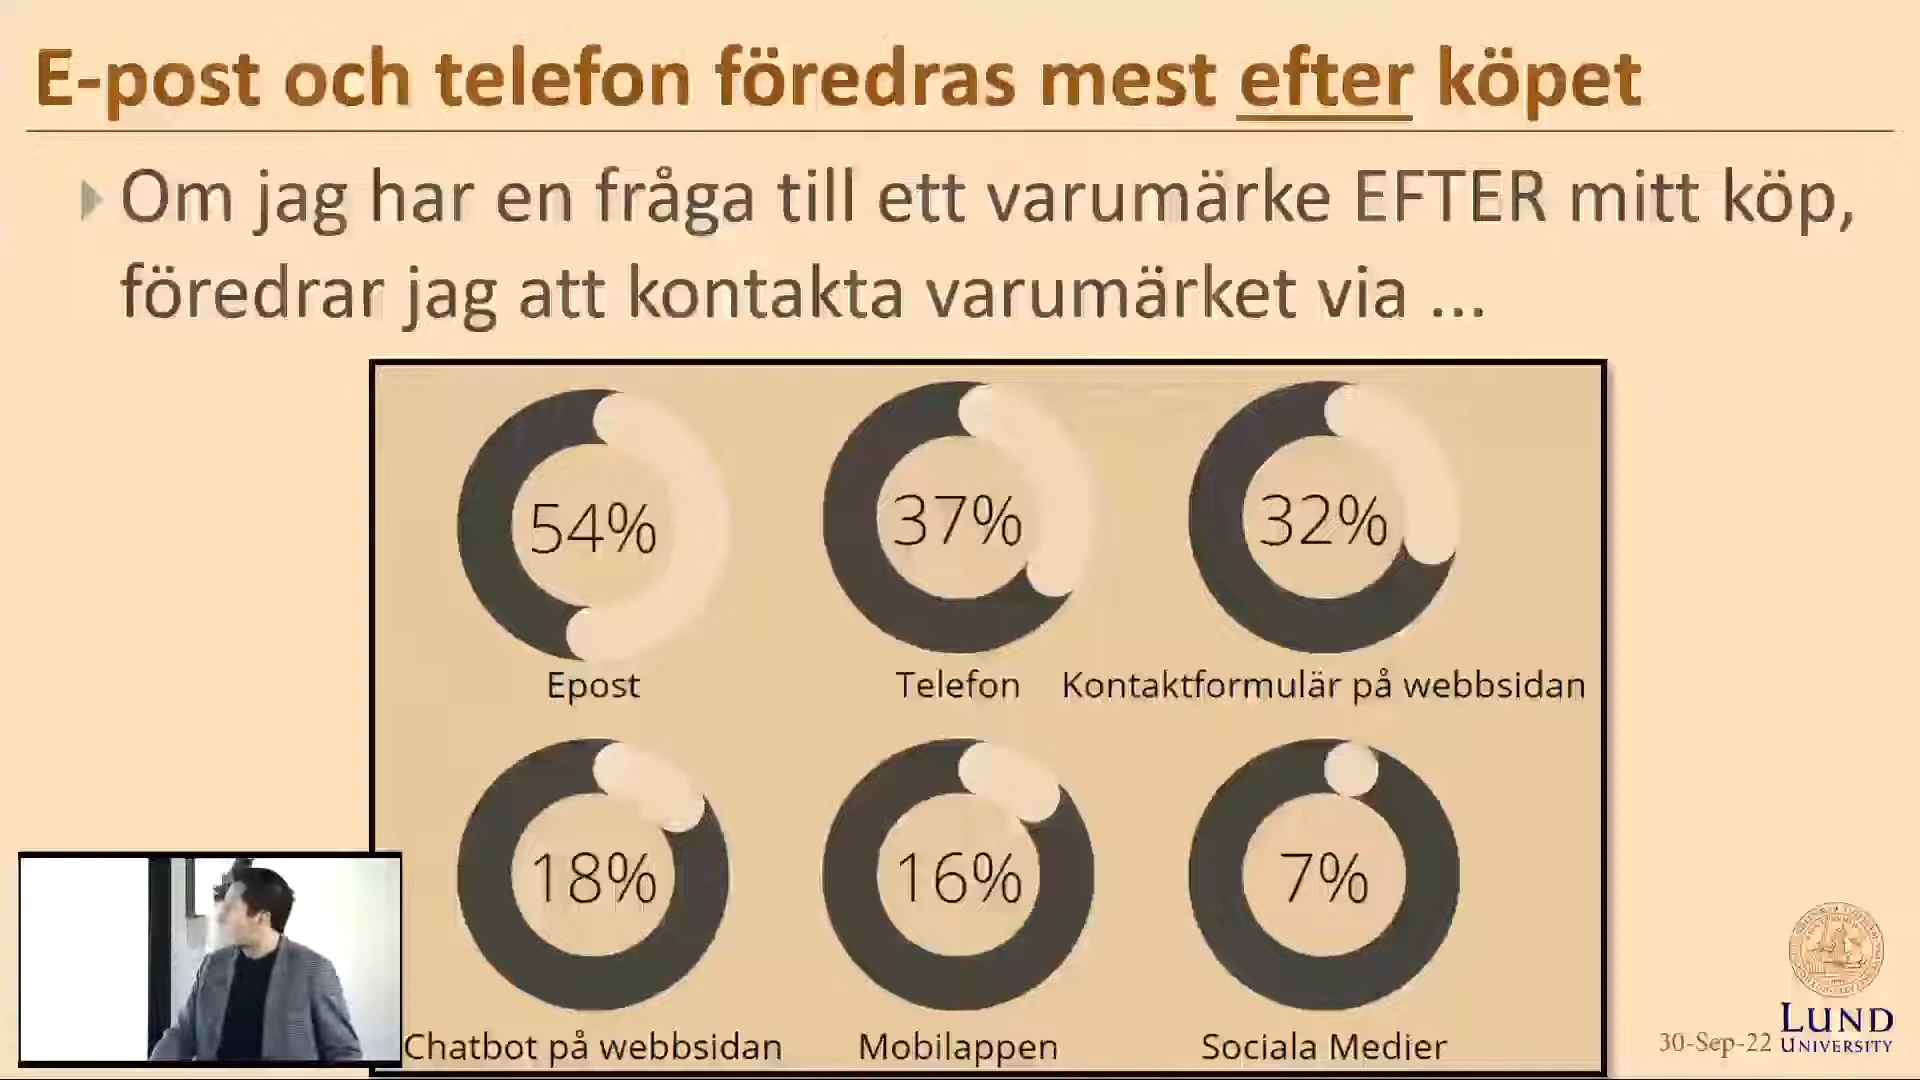 E-post och telefon föredras mest efter köpet
Om jag har en fråga till ett varumärke EFTER mitt köp,
föredrar jag att kontakta varumärket via ...
54%
37%
32%
Epost
Telefon
Kontaktformulär på webbsidan
18%
16%
7%
Chatbot på webbsidan
Mobilappen
Sociala Medier
30-Sep-22
LUND
UNIVERSITY